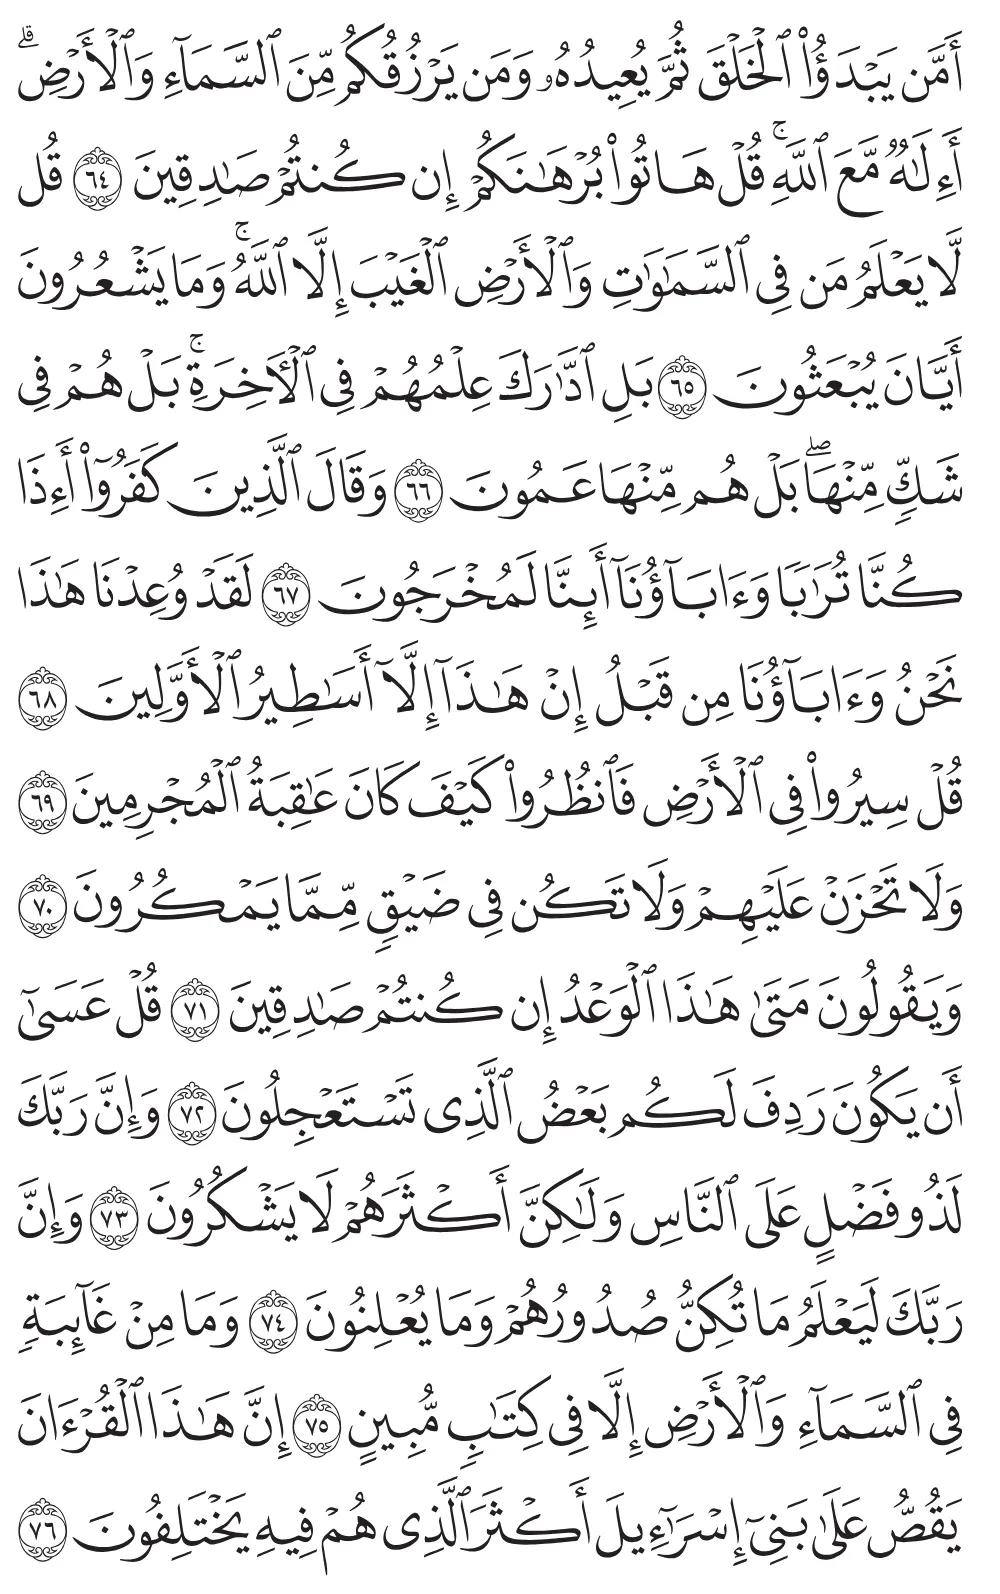 أَمَّن يَبْدَؤُا۟ ٱلْخَلْقَ ثُمَّ يُعِيدُهُۥ وَمَن يَرْزُقُكُم مِّنَ ٱلسَّمَآءِ وَٱلْأَرْضِ ۗ
أَءِلَٰهٌ مَّعَ ٱللَّهِ ۚ قُلْ هَاتُوا۟ بُرْهَٰنَكُمْ إِن كُنتُمْ صَٰدِقِينَ ٦٤ قُل
لَّا يَعْلَمُ مَن فِى ٱلسَّمَٰوَٰتِ وَٱلْأَرْضِ ٱلْغَيْبَ إِلَّا ٱللَّهُ ۚ وَمَا يَشْعُرُونَ
أَيَّانَ يُبْعَثُونَ ٦٥ بَلِ ٱدَّٰرَكَ عِلْمُهُمْ فِى ٱلْءَاخِرَةِ ۚ بَلْ هُمْ فِى
شَكٍّ مِّنْهَا ۖ بَلْ هُم مِّنْهَا عَمُونَ ٦٦ وَقَالَ ٱلَّذِينَ كَفَرُوٓا۟ أَءِذَا
كُنَّا تُرَٰبًا وَءَابَآؤُنَآ أَئِنَّا لَمُخْرَجُونَ ٦٧ لَقَدْ وُعِدْنَا هَٰذَا
نَحْنُ وَءَابَآؤُنَا مِن قَبْلُ إِنْ هَٰذَآ إِلَّآ أَسَٰطِيرُ ٱلْأَوَّلِينَ ٦٨
قُلْ سِيرُوا۟ فِى ٱلْأَرْضِ فَٱنظُرُوا۟ كَيْفَ كَانَ عَٰقِبَةُ ٱلْمُجْرِمِينَ ٦٩
وَلَا تَحْزَنْ عَلَيْهِمْ وَلَا تَكُن فِى ضَيْقٍ مِّمَّا يَمْكُرُونَ ٧٠
وَيَقُولُونَ مَتَىٰ هَٰذَا ٱلْوَعْدُ إِن كُنتُمْ صَٰدِقِينَ ٧١ قُلْ عَسَىٰٓ
أَن يَكُونَ رَدِفَ لَكُم بَعْضُ ٱلَّذِى تَسْتَعْجِلُونَ ٧٢ وَإِنَّ رَبَّكَ
لَذُو فَضْلٍ عَلَى ٱلنَّاسِ وَلَٰكِنَّ أَكْثَرَهُمْ لَا يَشْكُرُونَ ٧٣ وَإِنَّ
رَبَّكَ لَيَعْلَمُ مَا تُكِنُّ صُدُورُهُمْ وَمَا يُعْلِنُونَ ٧٤ وَمَا مِنْ غَآئِبَةٍ
فِى ٱلسَّمَآءِ وَٱلْأَرْضِ إِلَّا فِى كِتَٰبٍ مُّبِينٍ ٧٥ إِنَّ هَٰذَا ٱلْقُرْءَانَ
يَقُصُّ عَلَىٰ بَنِىٓ إِسْرَٰٓءِيلَ أَكْثَرَ ٱلَّذِى هُمْ فِيهِ يَخْتَلِفُونَ ٧٦